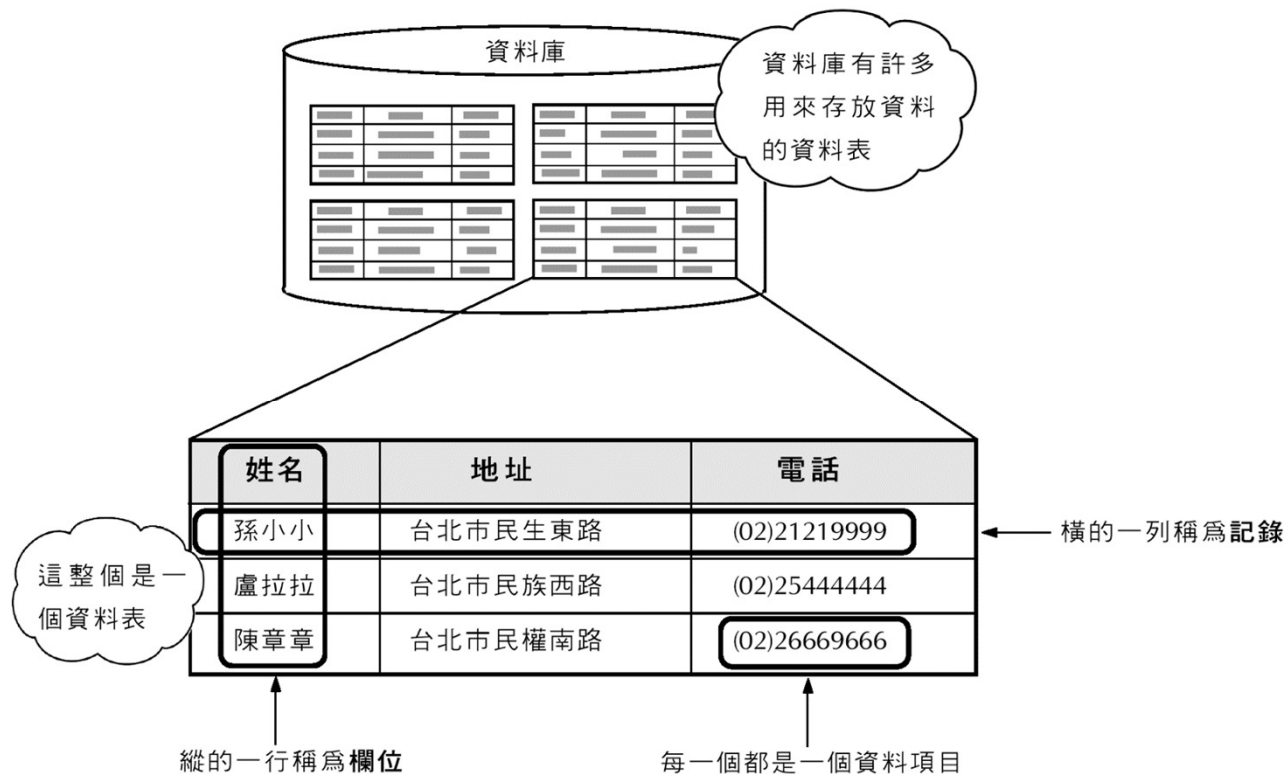 資料庫
資料庫有許多
用來存放資料
的資料表
姓名 地址 電話
孫小小 台北市民生東路 (02)21219999
橫的一列稱爲記錄
這整個是一
個資料表
盧拉拉 台北市民族西路 (02)25444444
陳章章 台北市民權南路 (02)26669666
縱的一行稱爲欄位
每一個都是一個資料項目